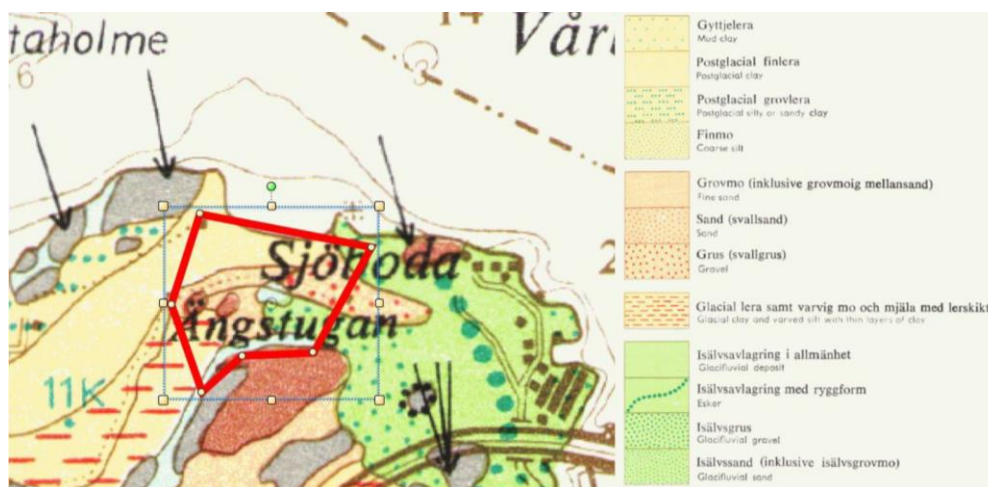 taholme
6
14
3
Vårl
Sjöboda
2
Ängstugan
11K
Gyttjelera
Mud clay
Postglacial finlera
Postglacial clay
Postglacial grovlera
Postglacial silty or sandy clay
Finmo
Coarse silt
Grovmo (inklusive grovmoig mellansand)
Fine sand
Sand (svallsand)
Sand
Grus (svallgrus)
Gravel
Glacial lera samt varvig mo och mjäla med lerskikt
Glacial clay and varved silt with thin layers of clay
Isälvsavlagring i allmänhet
Glacifluvial deposit
Isälvsavlagring med ryggform
Esker
Isälvsgrus
Glacifluvial gravel
Isälvssand (inklusive isälvsgrovmo)
Glacifluvial sand